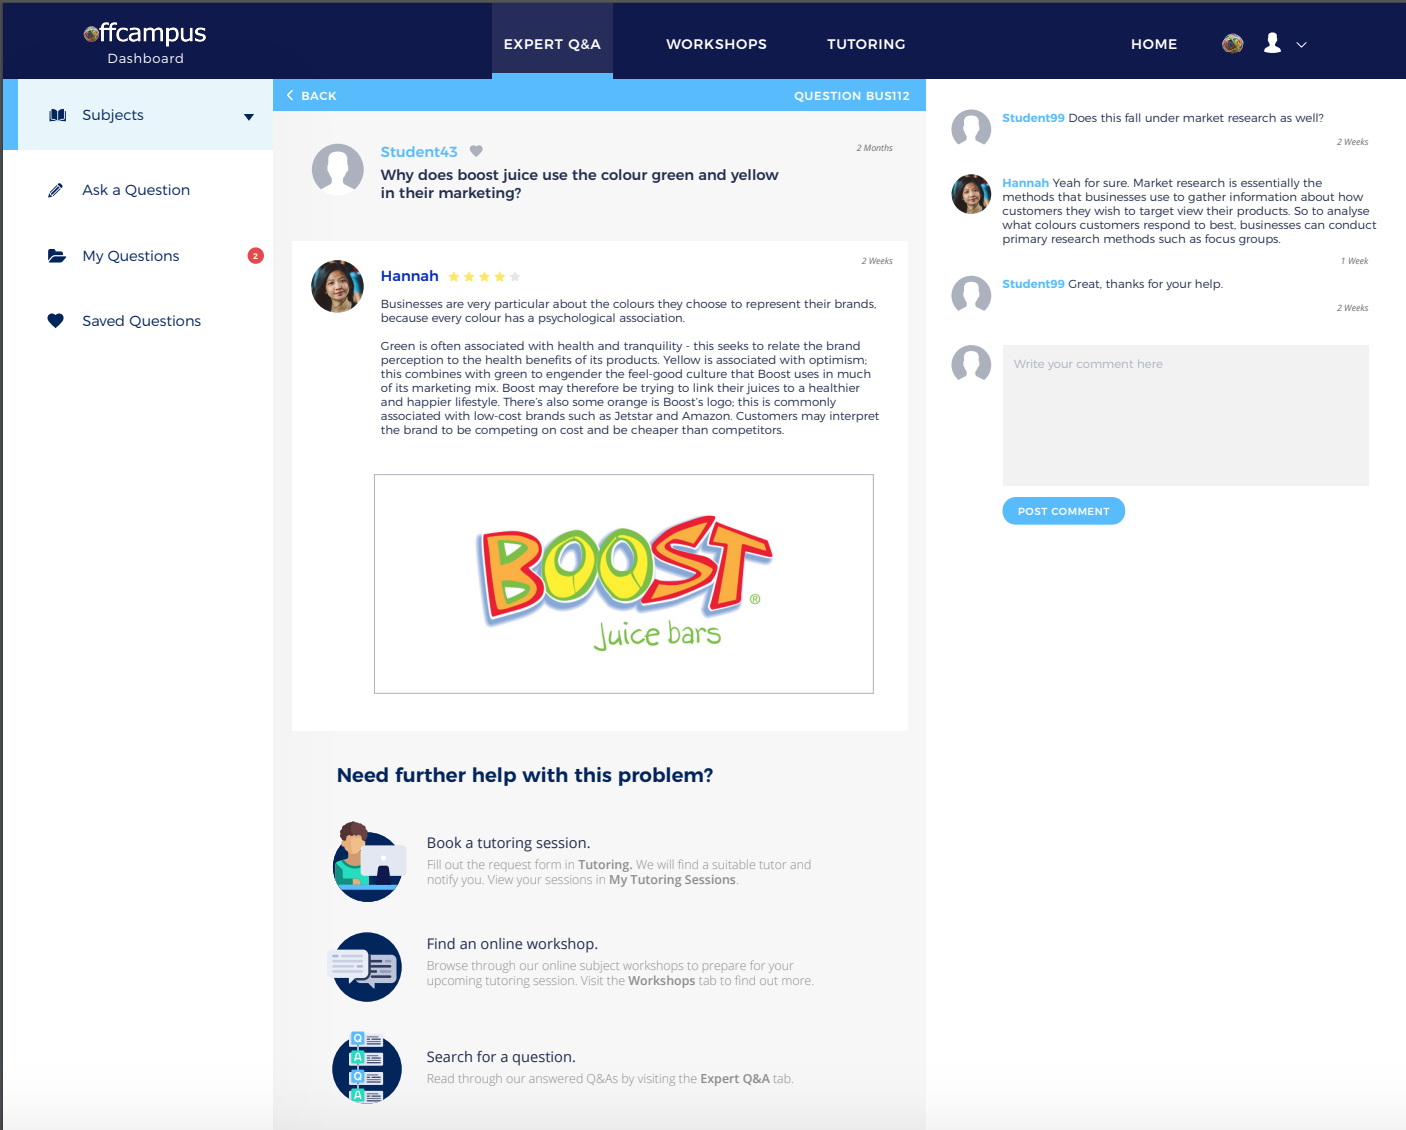 offcampus
Dashboard
EXPERT Q&A
WORKSHOPS
TUTORING
HOME
Subjects
Ask a Question
My Questions
2
Saved Questions
BACK
QUESTION BUS112
Student43
2 Months
Why does boost juice use the colour green and yellow
in their marketing?
2 Weeks
Hannah
Businesses are very particular about the colours they choose to represent their brands,
because every colour has a psychological association.
Green is often associated with health and tranquility - this seeks to relate the brand
perception to the health benefits of its products. Yellow is associated with optimism;
this combines with green to engender the feel-good culture that Boost uses in much
of its marketing mix. Boost may therefore be trying to link their juices to a healthier
and happier lifestyle. There's also some orange is Boost's logo; this is commonly
associated with low-cost brands such as Jetstar and Amazon. Customers may interpret
the brand to be competing on cost and be cheaper than competitors.
BOOST
®
Juice bars
Need further help with this problem?
Book a tutoring session.
Fill out the request form in Tutoring. We will find a suitable tutor and
notify you. View your sessions in My Tutoring Sessions.
Find an online workshop.
Browse through our online subject workshops to prepare for your
upcoming tutoring session. Visit the Workshops tab to find out more.
Q
A
Q
A
Search for a question.
Read through our answered Q&As by visiting the Expert Q&A tab.
Student99 Does this fall under market research as well?
2 Weeks
Hannah Yeah for sure. Market research is essentially the
methods that businesses use to gather information about how
customers they wish to target view their products. So to analyse
what colours customers respond to best, businesses can conduct
primary research methods such as focus groups.
1 Week
Student99 Great, thanks for your help.
2 Weeks
Write your comment here
POST COMMENT